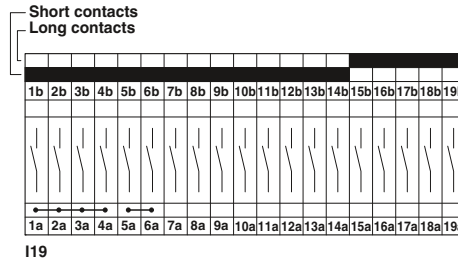 Short contacts
Long contacts
1b 2b 3b 4b 5b 6b 7b 8b 9b 10b 11b 12b 13b 14b 15b 16b 17b 18b 19b
1a 2a 3a 4a 5a 6a 7a 8a 9a 10a 11a 12a 13a 14a 15a 16a 17a 18a 19a
I19